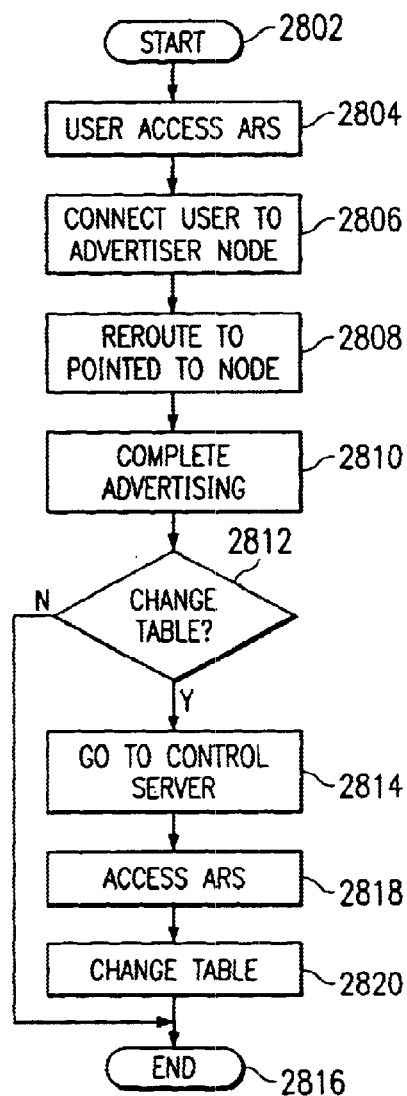 START
2802
USER ACCESS ARS
2804
CONNECT USER TO
ADVERTISER NODE
2806
REROUTE TO
POINTED TO NODE
2808
COMPLETE
ADVERTISING
2810
2812
N
CHANGE
TABLE?
Y
GO TO CONTROL
SERVER
2814
ACCESS ARS
2818
CHANGE TABLE
2820
END
2816